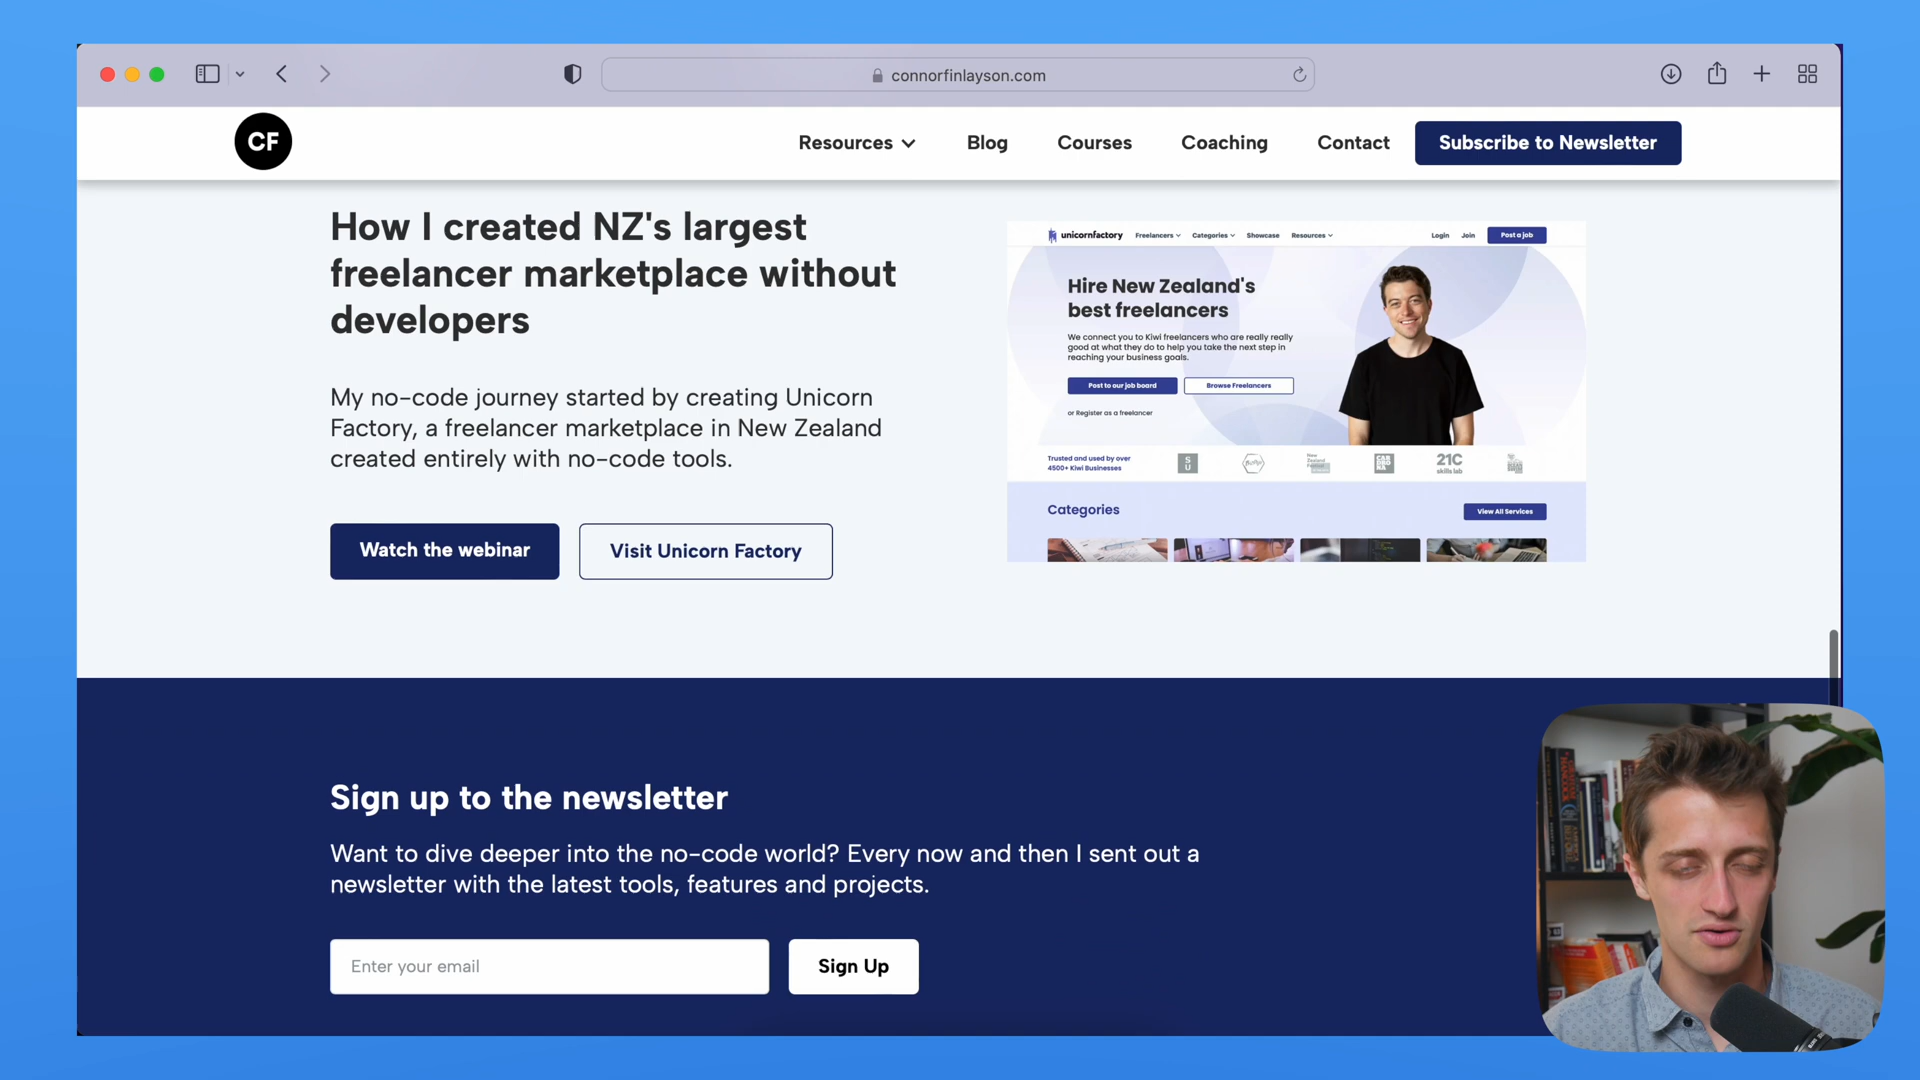 connorfinlayson.com
CF
Resources
Blog
Courses
Coaching
Contact
Subscribe to Newsletter
How I created NZ's largest
freelancer marketplace without
developers
My no-code journey started by creating Unicorn
Factory, a freelancer marketplace in New Zealand
created entirely with no-code tools.
Watch the webinar
Visit Unicorn Factory
unicornfactory
Freelancers
Categories
Showcase
Resources
Login
Join
Post a job
Hire New Zealand's
best freelancers
We connect you to Kiwi freelancers who are really really
good at what they do to help you take the next step in
reaching your business goals.
Post to our job board
Browse Freelancers
or Register as a freelancer
Trusted and used by over
4500+ Kiwi Businesses
S
U
New
Zealand
Festival
21C
skills lab
Categories
View All Services
Sign up to the newsletter
Want to dive deeper into the no-code world? Every now and then I sent out a
newsletter with the latest tools, features and projects.
Enter your email
Sign Up